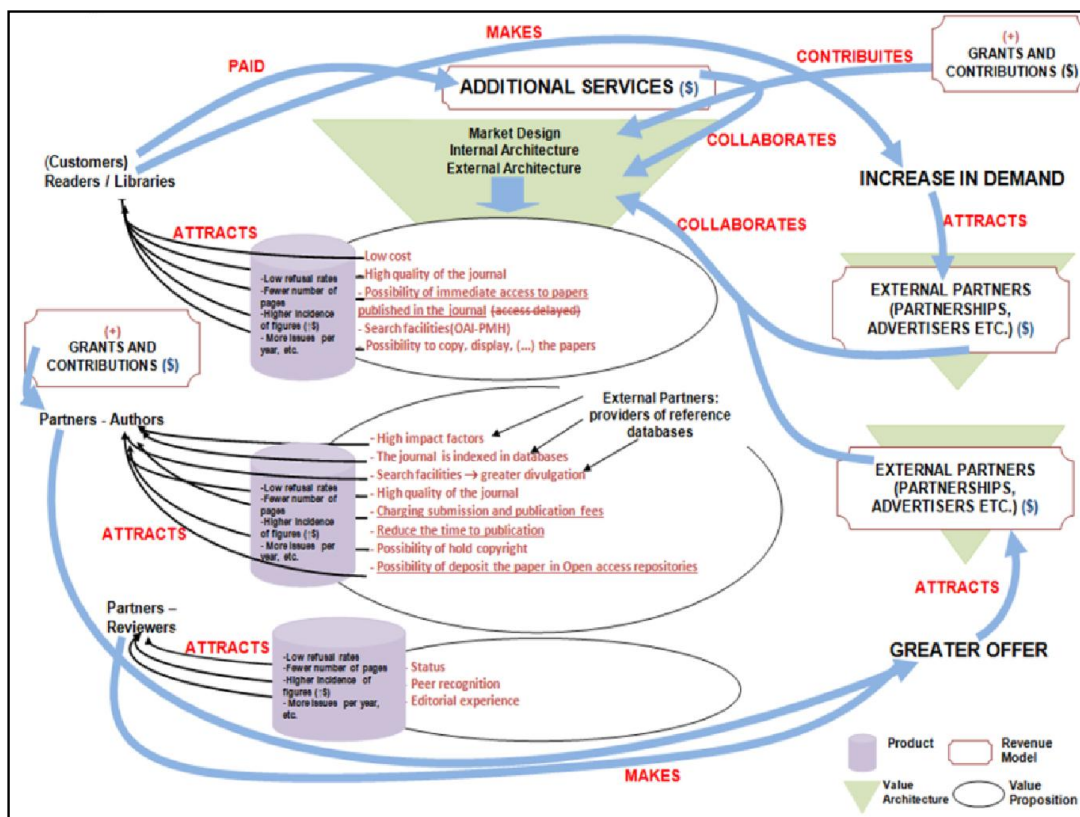 MAKES
PAID
CONTRIBUITES
(+)
GRANTS AND
CONTRIBUTIONS ($)
ADDITIONAL SERVICES ($)
Market Design
Internal Architecture
External Architecture
COLLABORATES
(Customers)
Readers / Libraries
INCREASE IN DEMAND
ATTRACTS
COLLABORATES
ATTRACTS
-Low refusal rates
-Fewer number of
pages
-Higher incidence
of figures (↑$)
- More issues per
year, etc.
- Low cost
- High quality of the journal
- Possibility of immediate access to papers
published in the journal (access delayed)
- Search facilities(OAI-PMH)
- Possibility to copy, display, (...) the papers
EXTERNAL PARTNERS
(PARTNERSHIPS,
ADVERTISERS ETC.) ($)
(+)
GRANTS AND
CONTRIBUTIONS ($)
Partners - Authors
External Partners:
providers of reference
databases
- High impact factors
- The journal is indexed in databases
- Search facilities → greater divulgation
- High quality of the journal
- Charging submission and publication fees
- Reduce the time to publication
- Possibility of hold copyright
- Possibility of deposit the paper in Open access repositories
-Low refusal rates
-Fewer number of
pages
-Higher incidence of
figures (↑$)
- More issues per
year, etc.
ATTRACTS
EXTERNAL PARTNERS
(PARTNERSHIPS,
ADVERTISERS ETC.) ($)
ATTRACTS
Partners –
Reviewers
ATTRACTS
-Low refusal rates
-Fewer number of pages
-Higher incidence of
figures (↑$)
- More issues per year,
etc.
- Status
- Peer recognition
- Editorial experience
GREATER OFFER
MAKES
Product
Revenue
Model
Value
Architecture
Value
Proposition